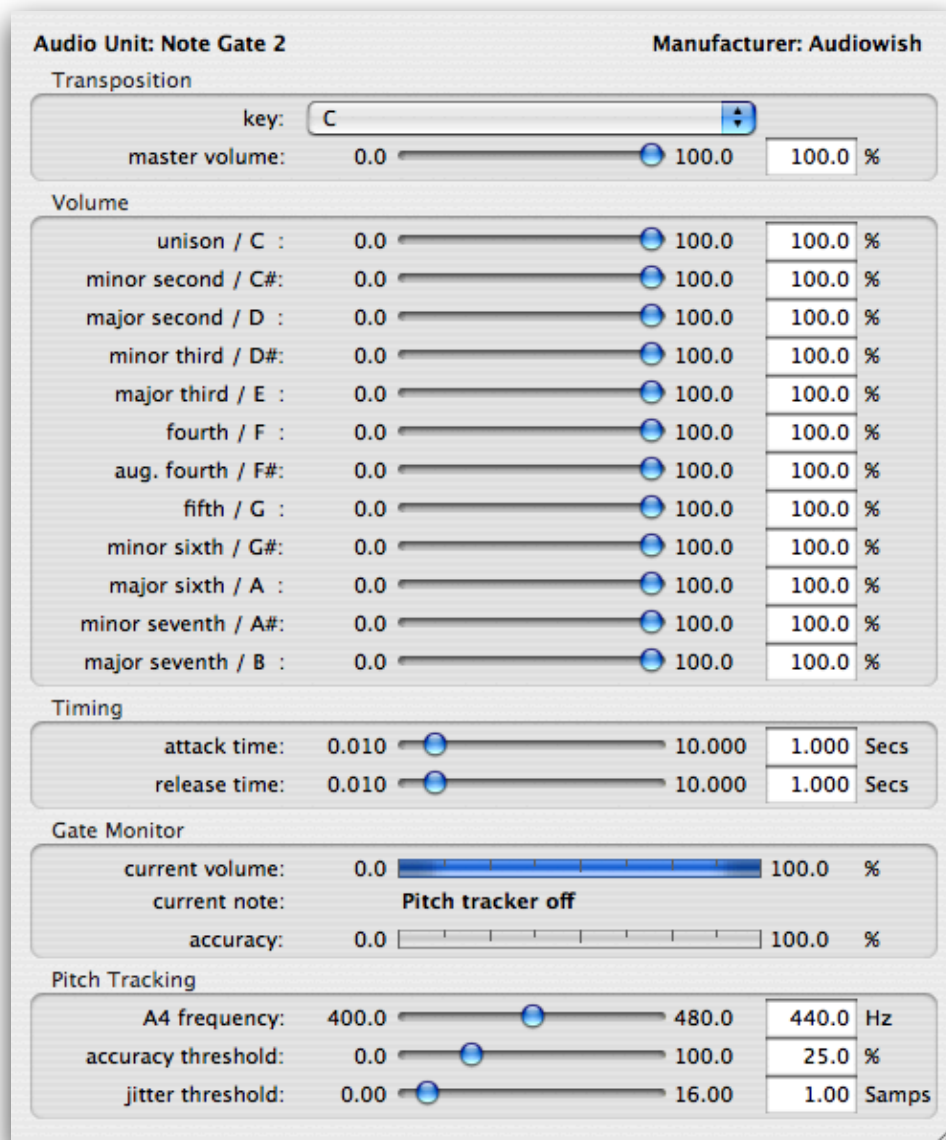 Audio Unit: Note Gate 2 Manufacturer: Audiowish
Transposition
key: C
master volume: 0.0 100.0 100.0 %
Volume
unison / C : 0.0 100.0 100.0 %
minor second / C#: 0.0 100.0 100.0 %
major second / D : 0.0 100.0 100.0 %
minor third / D#: 0.0 100.0 100.0 %
major third / E : 0.0 100.0 100.0 %
fourth / F : 0.0 100.0 100.0 %
aug. fourth / F#: 0.0 100.0 100.0 %
fifth / G : 0.0 100.0 100.0 %
minor sixth / G#: 0.0 100.0 100.0 %
major sixth / A : 0.0 100.0 100.0 %
minor seventh / A#: 0.0 100.0 100.0 %
major seventh / B : 0.0 100.0 100.0 %
Timing
attack time: 0.010 10.000 1.000 Secs
release time: 0.010 10.000 1.000 Secs
Gate Monitor
current volume: 0.0 100.0 %
current note: Pitch tracker off
accuracy: 0.0 100.0 %
Pitch Tracking
A4 frequency: 400.0 480.0 440.0 Hz
accuracy threshold: 0.0 100.0 25.0 %
jitter threshold: 0.00 16.00 1.00 Samps